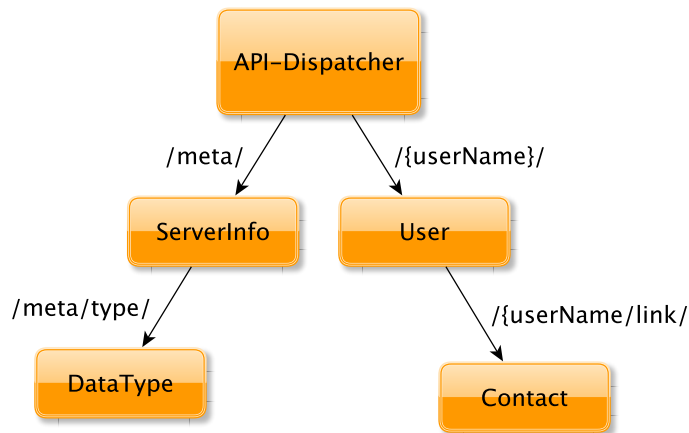 API-Dispatcher
/meta/
/{userName}/
ServerInfo
User
/meta/type/
/{userName/link/
DataType
Contact